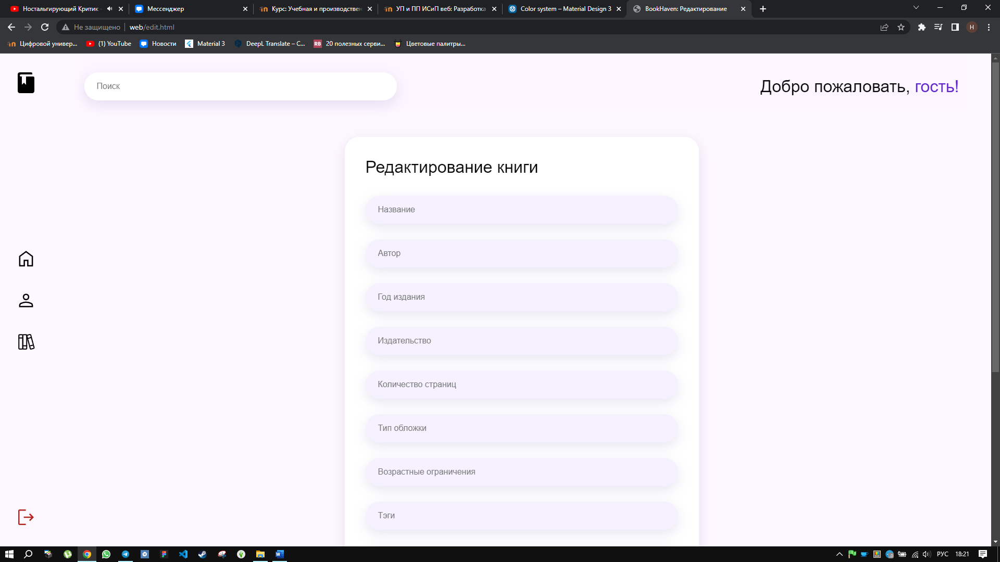 Ностальгирующий Критик -
Мессенджер
Курс: Учебная и производствен
УП и ПП ИСиП веб: Разработка
Color system – Material Design 3
BookHaven: Редактирование
Не защищено
web/edit.html
Н
Цифровой универ...
(1) YouTube
Новости
Material 3
DeepL Translate – C...
RB
20 полезных серви...
Цветовые палитры...
Поиск
Добро пожаловать, гость!
Редактирование книги
Название
Автор
Год издания
Издательство
Количество страниц
Тип обложки
Возрастные ограничения
Тэги
РУС
18:21